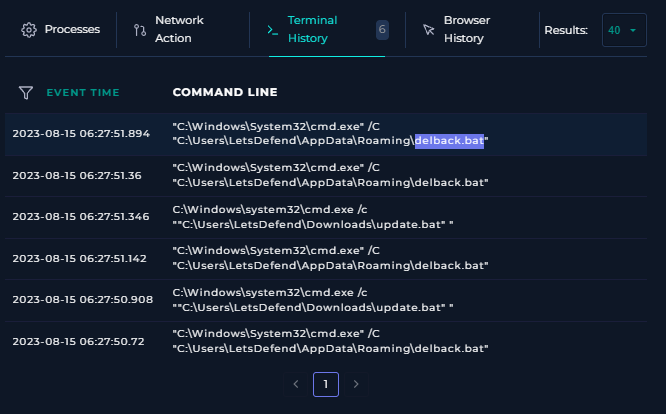 Processes
Network
Action
Terminal
History
6
Browser
History
Results:
40
EVENT TIME
COMMAND LINE
2023-08-15 06:27:51.894
"C:\Windows\System32\cmd.exe" /C
"C:\Users\LetsDefend\AppData\Roaming\delback.bat"
2023-08-15 06:27:51.36
"C:\Windows\System32\cmd.exe" /C
"C:\Users\LetsDefend\AppData\Roaming\delback.bat"
2023-08-15 06:27:51.346
C:\Windows\system32\cmd.exe /c
""C:\Users\LetsDefend\Downloads\update.bat" "
2023-08-15 06:27:51.142
"C:\Windows\System32\cmd.exe" /C
"C:\Users\LetsDefend\AppData\Roaming\delback.bat"
2023-08-15 06:27:50.908
C:\Windows\system32\cmd.exe /c
""C:\Users\LetsDefend\Downloads\update.bat" "
2023-08-15 06:27:50.72
"C:\Windows\System32\cmd.exe" /C
"C:\Users\LetsDefend\AppData\Roaming\delback.bat"
1